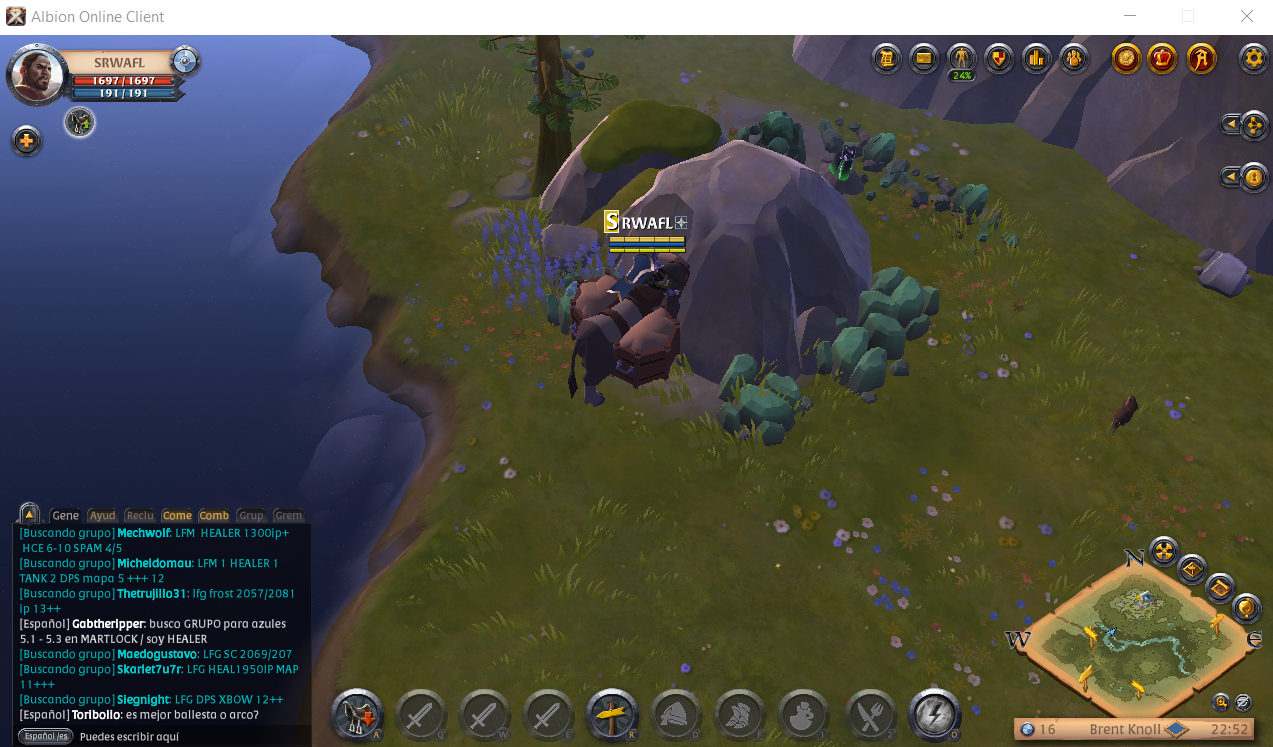 Albion Online Client
SRWAFL
1697 / 1697
191 / 191
24%
SRWAFL
Gene Ayud Reclu Come Comb Grup Grem
[Buscando grupo] Mechwolf: LFM HEALER 1300ip+
HCE 6-10 SPAM 4/5
[Buscando grupo] Micheldomau: LFM 1 HEALER 1
TANK 2 DPS mapa 5 +++ 12
[Buscando grupo] Thetrujillo31: lfg frost 2057/2081
ip 13++
[Español] Gabtheripper: busco GRUPO para azules
5.1 - 5.3 en MARTLOCK / soy HEALER
[Buscando grupo] Maedogustavo: LFG SC 2069/207
[Buscando grupo] Skarlet7u7r: LFG HEAL1950IP MAP
11+++
[Buscando grupo] Siegnight: LFG DPS XBOW 12++
[Español] Toribolio: es mejor ballesta o arco?
Español /es Puedes escribir aquí
A Q W E R D F 1 2 O
N
W E
16 Brent Knoll 22:52